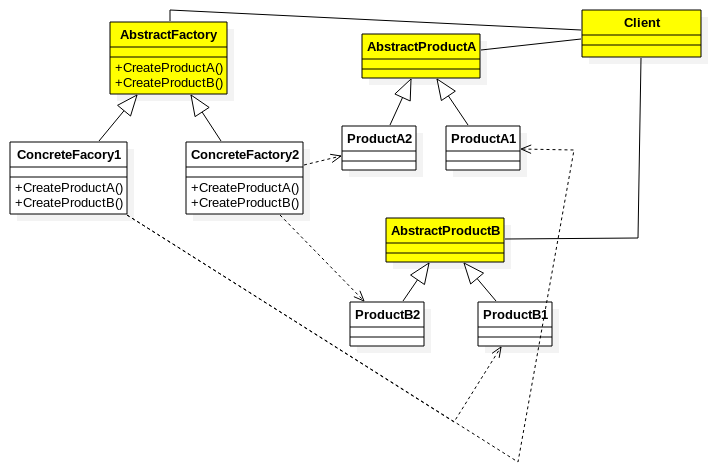 AbstractFactory
+CreateProductA()
+CreateProductB()
Client
AbstractProductA
ConcreteFacory1
+CreateProductA()
+CreateProductB()
ConcreteFactory2
+CreateProductA()
+CreateProductB()
ProductA2
ProductA1
AbstractProductB
ProductB2
ProductB1